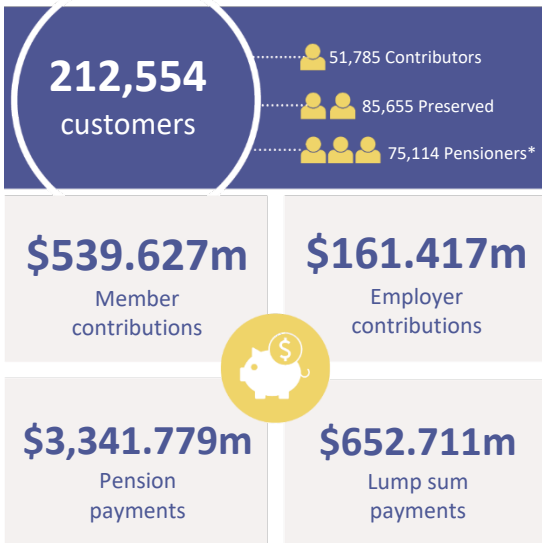 212,554
customers
51,785 Contributors
85,655 Preserved
75,114 Pensioners*
$539.627m
Member
contributions
$161.417m
Employer
contributions
$
$3,341.779m
Pension
payments
$652.711m
Lump sum
payments